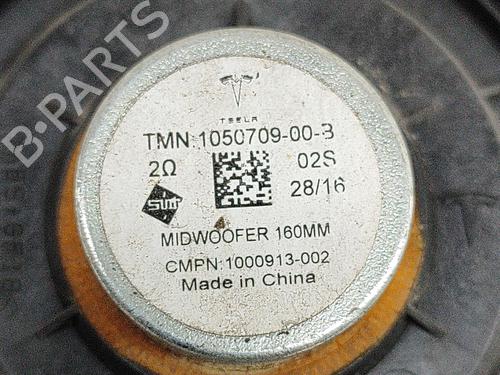 B-PARTS
TESLA
TMN:1050709-00-B
2Ω 02S
28/16
MIDWOOFER 160MM
CMPN:1000913-002
Made in China